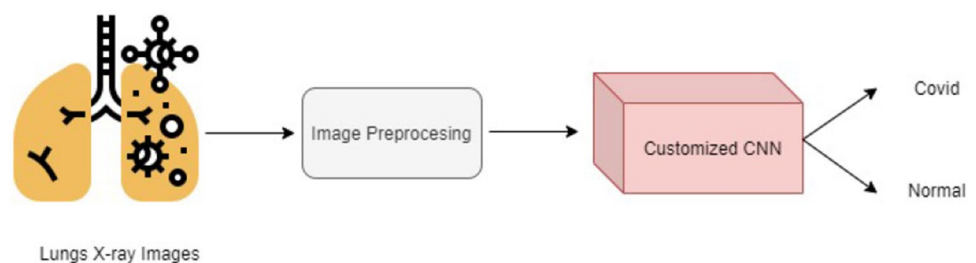 Covid
Image Preprocesing
Customized CNN
Normal
Lungs X-ray Images